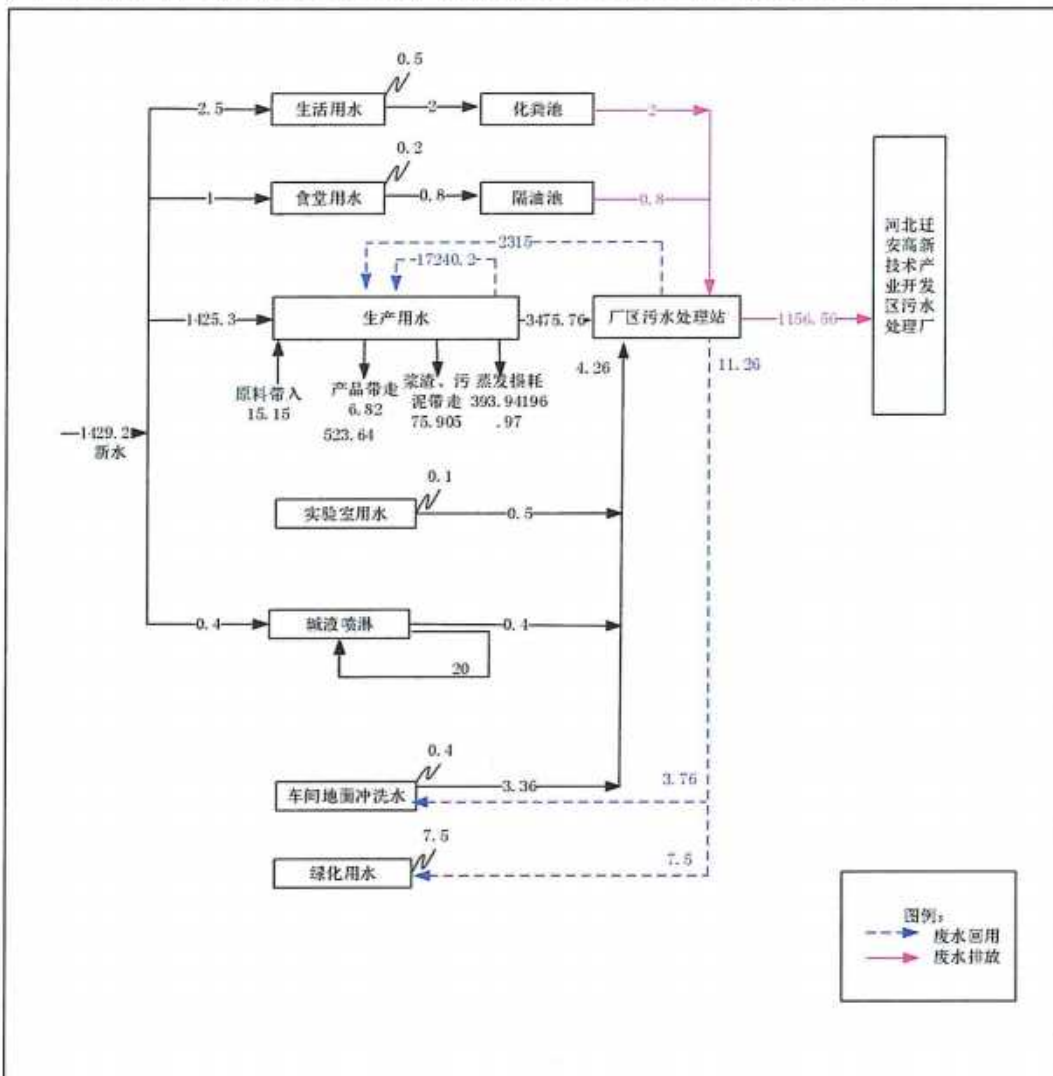 0.5
2.5
生活用水
2
化粪池
2
0.2
1
食堂用水
0.8
隔油池
0.8
2315
17240.2
1425.3
生产用水
3475.76
厂区污水处理站
1156.56
河北迁
安高新
技术产
业开发
区污水
处理厂
4.26
11.26
原料带入
15.15
产品带走
6.82
523.64
浆渣、污
泥带走
75.905
蒸发损耗
393.94196
.97
1429.2
新水
0.1
实验室用水
0.5
0.4
碱液喷淋
0.4
20
0.4
车间地面冲洗水
3.36
3.76
7.5
绿化用水
7.5
图例：
废水回用
废水排放